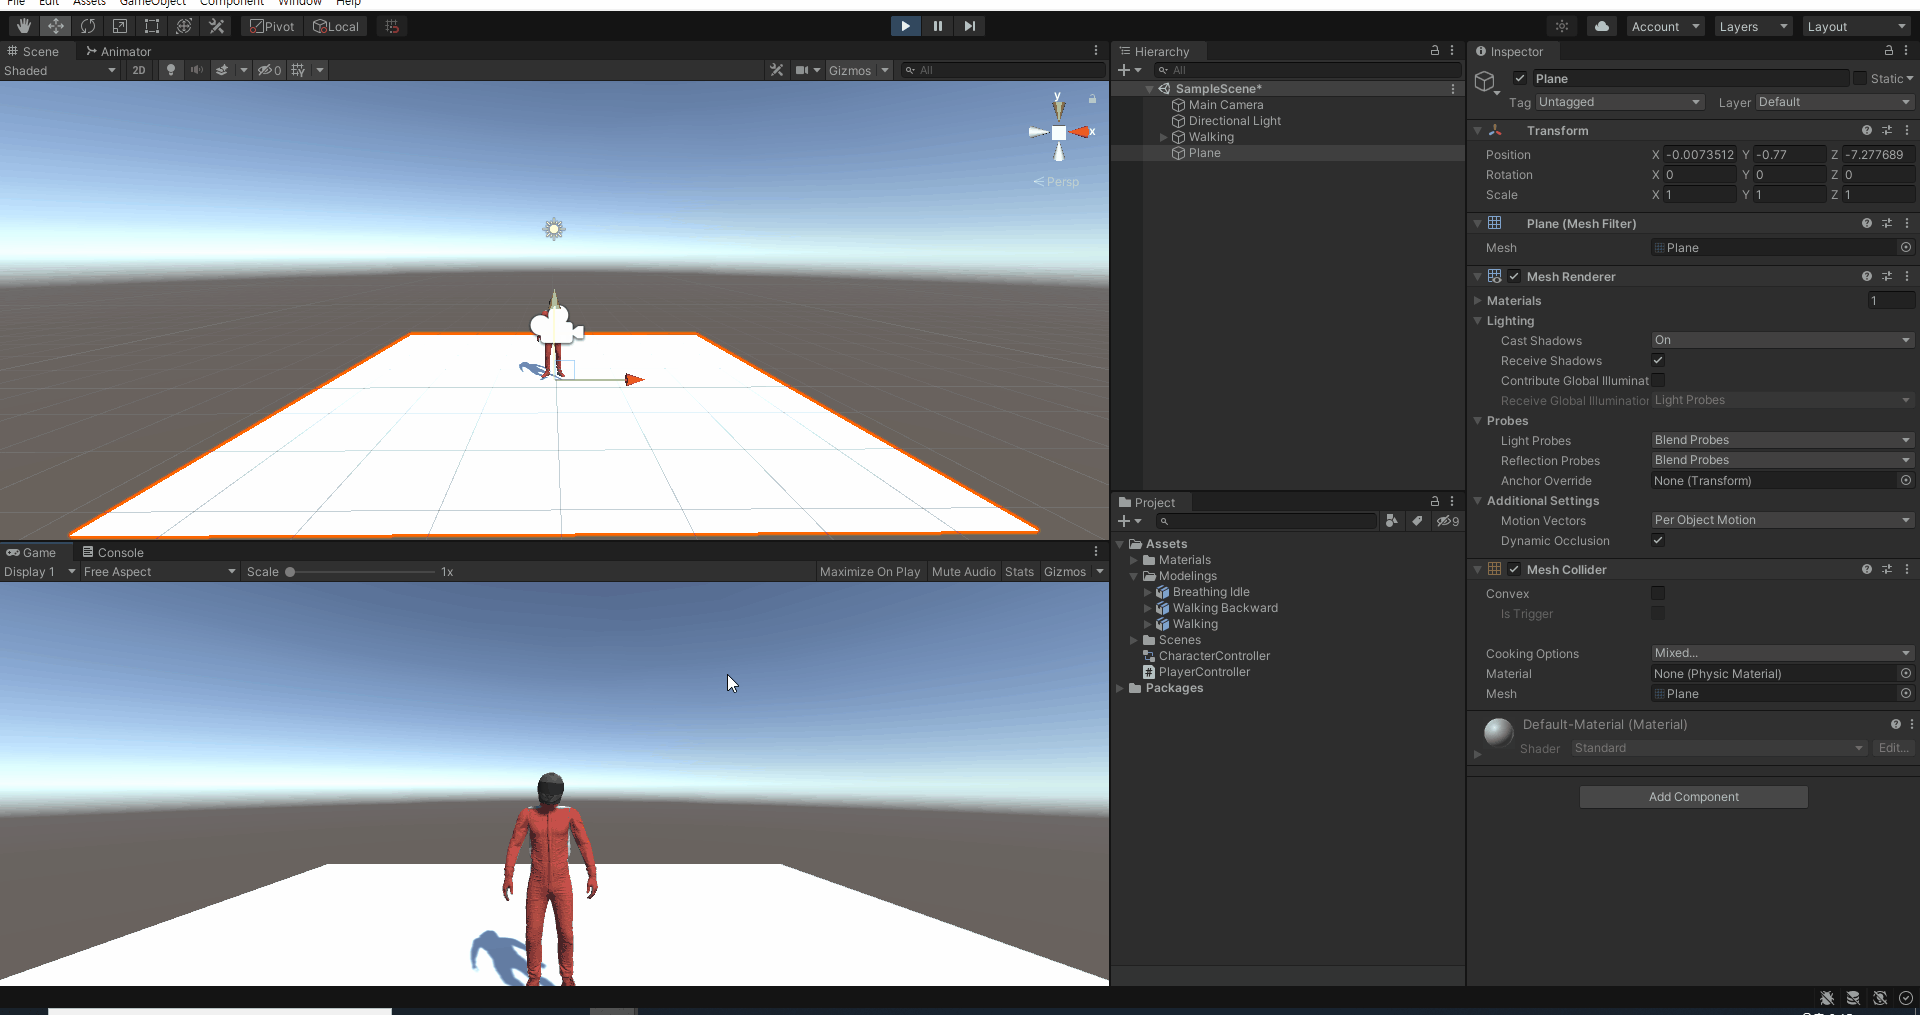 File Edit Assets GameObject Component Window Help
Pivot Local Account Layers Layout
Scene Animator
Shaded 2D 0 Gizmos All
y
x
Persp
Game Console
Display 1 Free Aspect Scale 1x Maximize On Play Mute Audio Stats Gizmos
Hierarchy
All
SampleScene*
Main Camera
Directional Light
Walking
Plane
Project
9
Assets
Materials
Modelings
Breathing Idle
Walking Backward
Walking
Scenes
CharacterController
PlayerController
Packages
Inspector
Plane Static
Tag Untagged Layer Default
Transform
Position X -0.0073512 Y -0.77 Z -7.277689
Rotation X 0 Y 0 Z 0
Scale X 1 Y 1 Z 1
Plane (Mesh Filter)
Mesh Plane
Mesh Renderer
Materials 1
Lighting
Cast Shadows On
Receive Shadows
Contribute Global Illuminat
Receive Global Illumination Light Probes
Probes
Light Probes Blend Probes
Reflection Probes Blend Probes
Anchor Override None (Transform)
Additional Settings
Motion Vectors Per Object Motion
Dynamic Occlusion
Mesh Collider
Convex
Is Trigger
Cooking Options Mixed...
Material None (Physic Material)
Mesh Plane
Default-Material (Material)
Shader Standard Edit...
Add Component